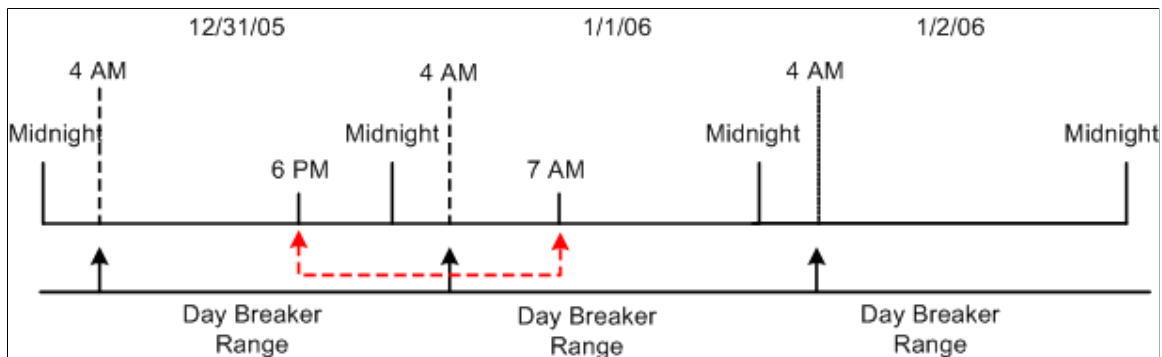 12/31/05 1/1/06 1/2/06
4 AM 4 AM 4 AM
Midnight Midnight Midnight Midnight
6 PM 7 AM
Day Breaker Day Breaker Day Breaker
Range Range Range